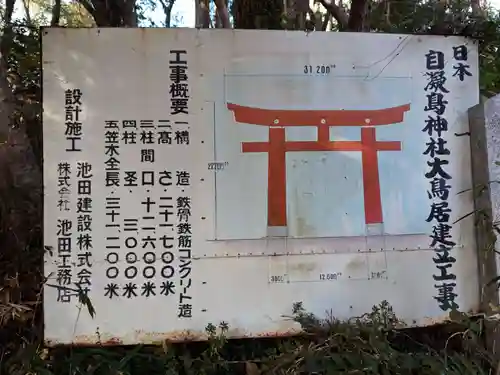 日本
自凝島神社大鳥居建立工事
工事概要
一構　造・鉄骨鉄筋コンクリート造
二高　さ・二十一.七〇〇米
三柱間　口・十二.六〇〇米
四柱　圣・三.〇〇〇米
五笠木全長・三十一.二〇〇米
設計施工
池田建設株式会社
株式会社　池田工務店
31.200
12.600